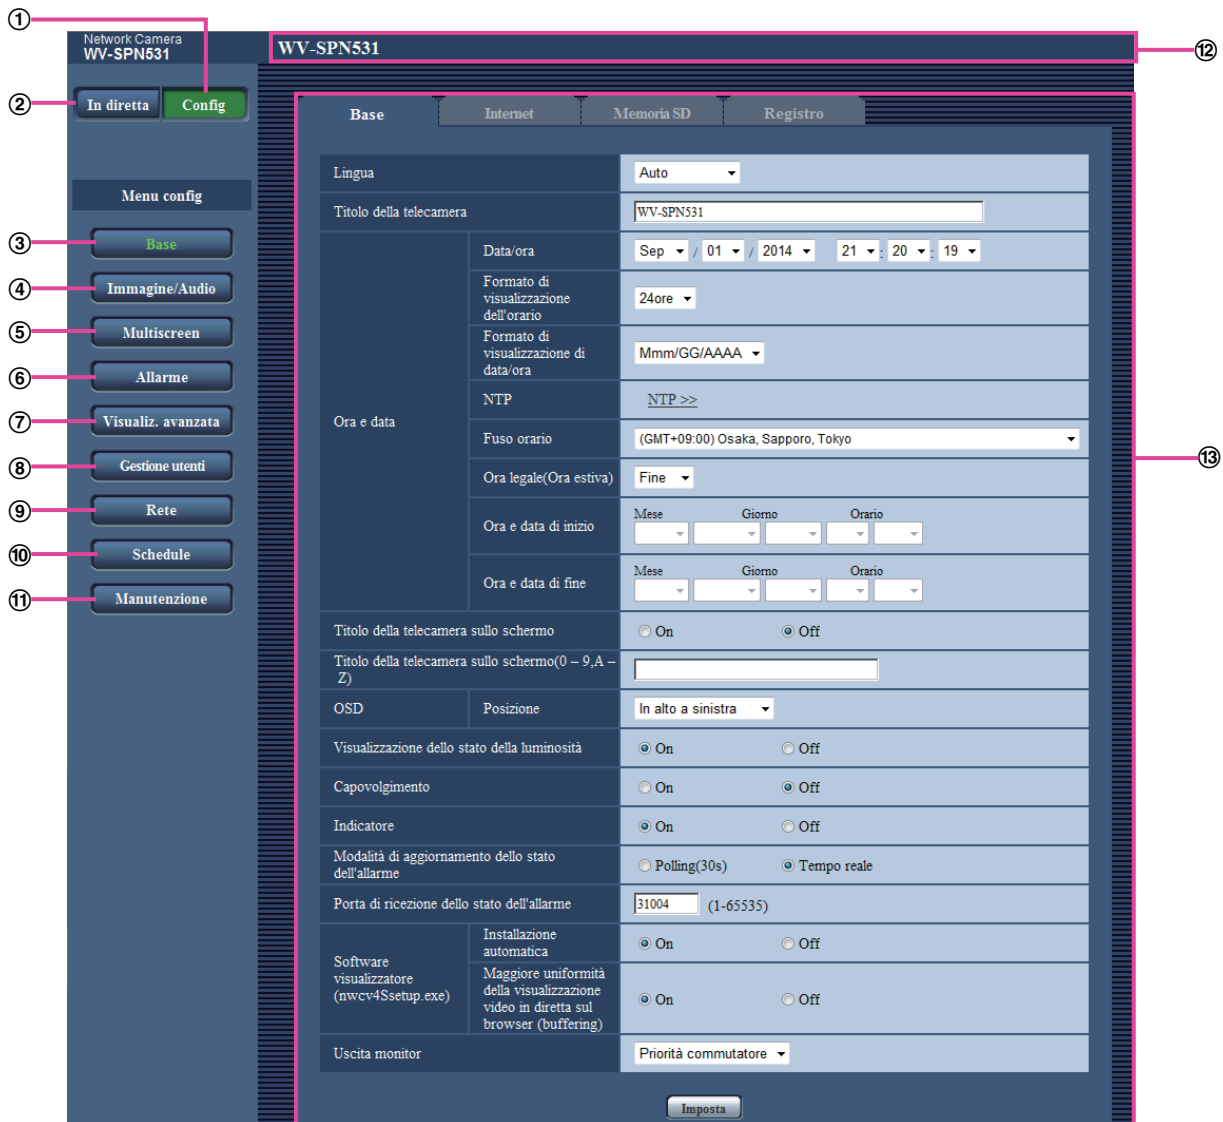 ①
Network Camera
WV-SPN531
WV-SPN531
⑫
②
In diretta
Config
Base
Internet
Memoria SD
Registro
Menu config
③
Base
④
Immagine/Audio
⑤
Multiscreen
⑥
Allarme
⑦
Visualiz. avanzata
⑧
Gestione utenti
⑨
Rete
⑩
Schedule
⑪
Manutenzione
⑬
Lingua
Auto
Titolo della telecamera
WV-SPN531
Ora e data
Data/ora
Sep / 01 / 2014 21 : 20 : 19
Formato di
visualizzazione
dell'orario
24ore
Formato di
visualizzazione di
data/ora
Mmm/GG/AAAA
NTP
NTP >>
Fuso orario
(GMT+09:00) Osaka, Sapporo, Tokyo
Ora legale(Ora estiva)
Fine
Ora e data di inizio
Mese Giorno Orario
Ora e data di fine
Mese Giorno Orario
Titolo della telecamera sullo schermo
On Off
Titolo della telecamera sullo schermo(0 – 9,A –
Z)
OSD
Posizione
In alto a sinistra
Visualizzazione dello stato della luminosità
On Off
Capovolgimento
On Off
Indicatore
On Off
Modalità di aggiornamento dello stato
dell'allarme
Polling(30s) Tempo reale
Porta di ricezione dello stato dell'allarme
31004 (1-65535)
Software
visualizzatore
(nwcv4Ssetup.exe)
Installazione
automatica
On Off
Maggiore uniformità
della visualizzazione
video in diretta sul
browser (buffering)
On Off
Uscita monitor
Priorità commutatore
Imposta